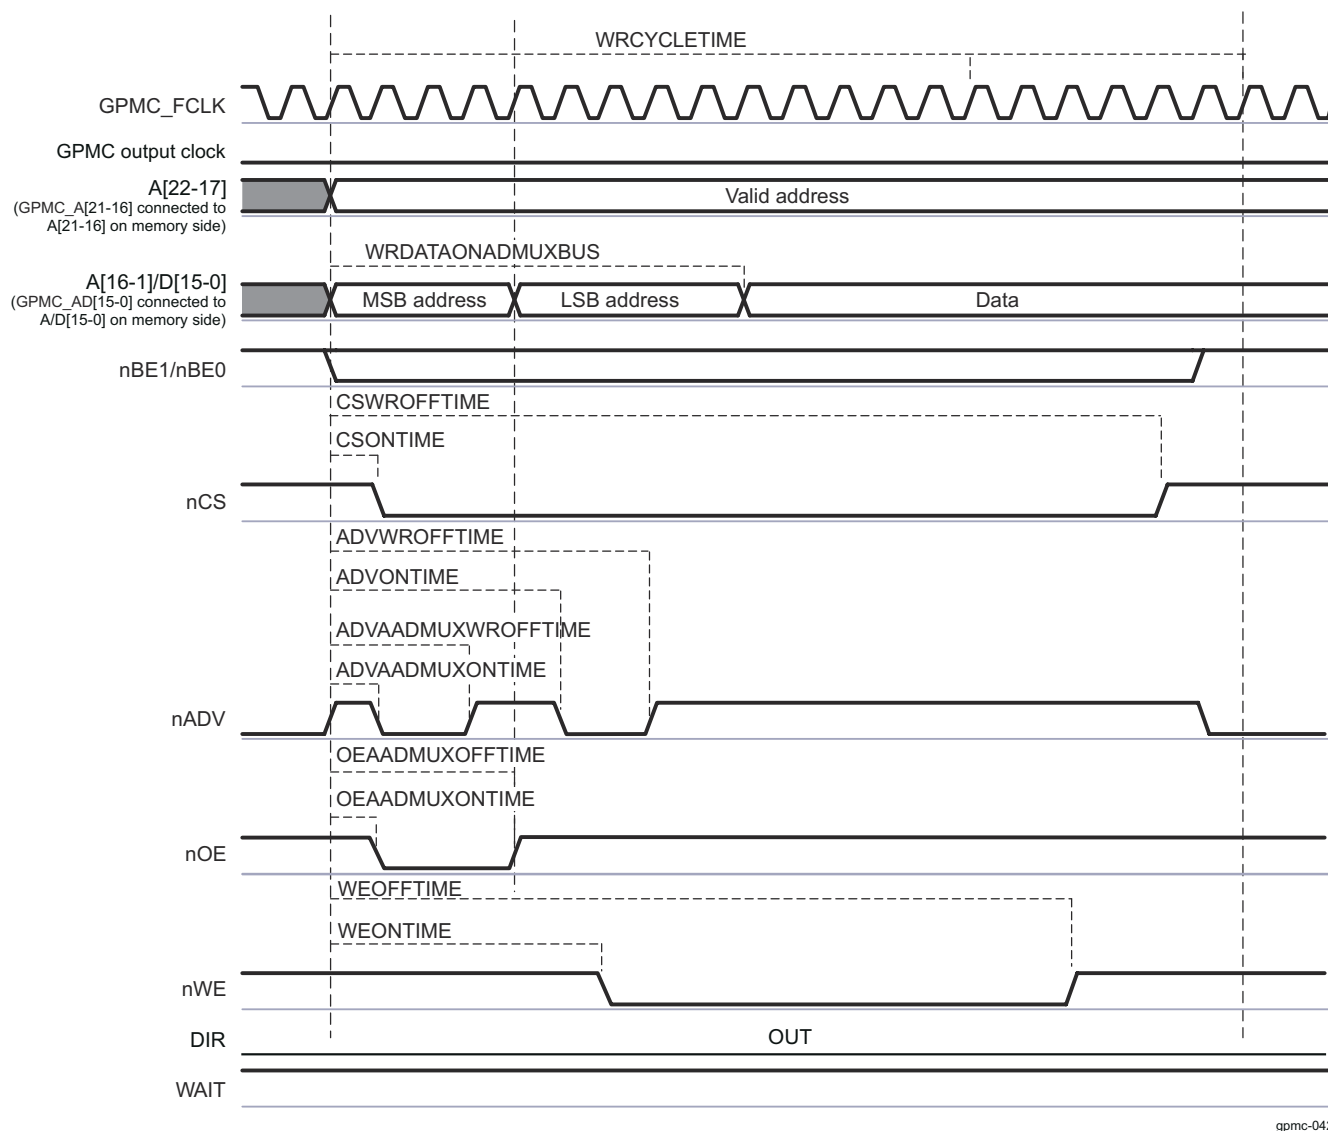 WRCYCLETIME
GPMC_FCLK
GPMC output clock
A[22-17]
(GPMC_A[21-16] connected to
A[21-16] on memory side)
Valid address
WRDATAONADMUXBUS
A[16-1]/D[15-0]
(GPMC_AD[15-0] connected to
A/D[15-0] on memory side)
MSB address
LSB address
Data
nBE1/nBE0
CSWROFFTIME
CSONTIME
nCS
ADVWROFFTIME
ADVONTIME
ADVAADMUXWROFFTIME
ADVAADMUXONTIME
nADV
OEAADMUXOFFTIME
OEAADMUXONTIME
nOE
WEOFFTIME
WEONTIME
nWE
DIR
OUT
WAIT
gpmc-042